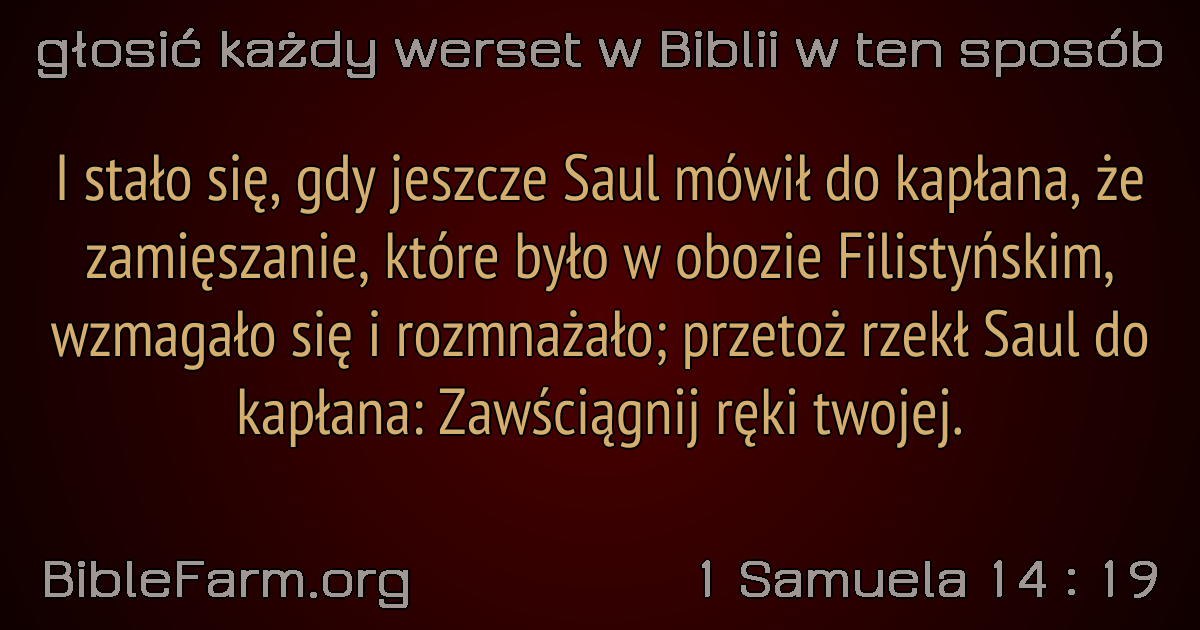 głosić każdy werset w Biblii w ten sposób
I stało się, gdy jeszcze Saul mówił do kapłana, że
zamięszanie, które było w obozie Filistyńskim,
wzmagało się i rozmnażało; przetoż rzekł Saul do
kapłana: Zawściągnij ręki twojej.
BibleFarm.org
1 Samuela 14 : 19